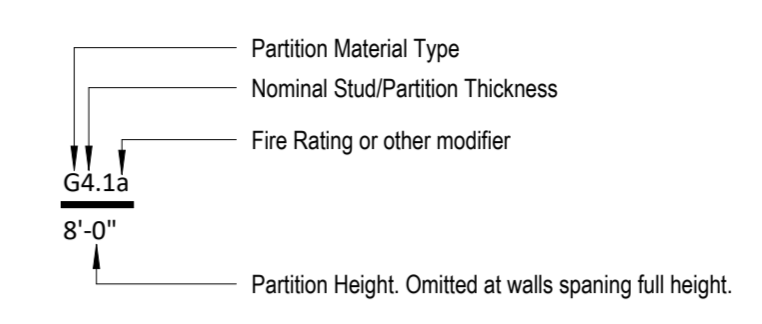 Partition Material Type
Nominal Stud/Partition Thickness
Fire Rating or other modifier
G4.1a
8'-0"
Partition Height. Omitted at walls spaning full height.